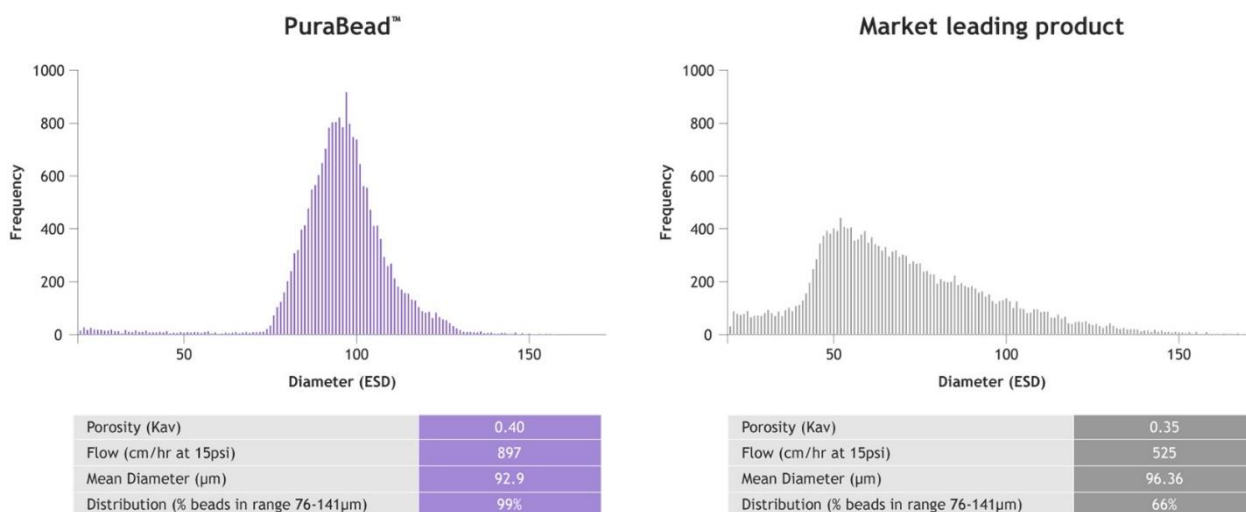 PuraBead™
1000
800
600
400
200
0
Frequency
50
100
150
Diameter (ESD)
Porosity (Kav) 0.40
Flow (cm/hr at 15psi) 897
Mean Diameter (µm) 92.9
Distribution (% beads in range 76-141µm) 99%
Market leading product
1000
800
600
400
200
0
Frequency
50
100
150
Diameter (ESD)
Porosity (Kav) 0.35
Flow (cm/hr at 15psi) 525
Mean Diameter (µm) 96.36
Distribution (% beads in range 76-141µm) 66%